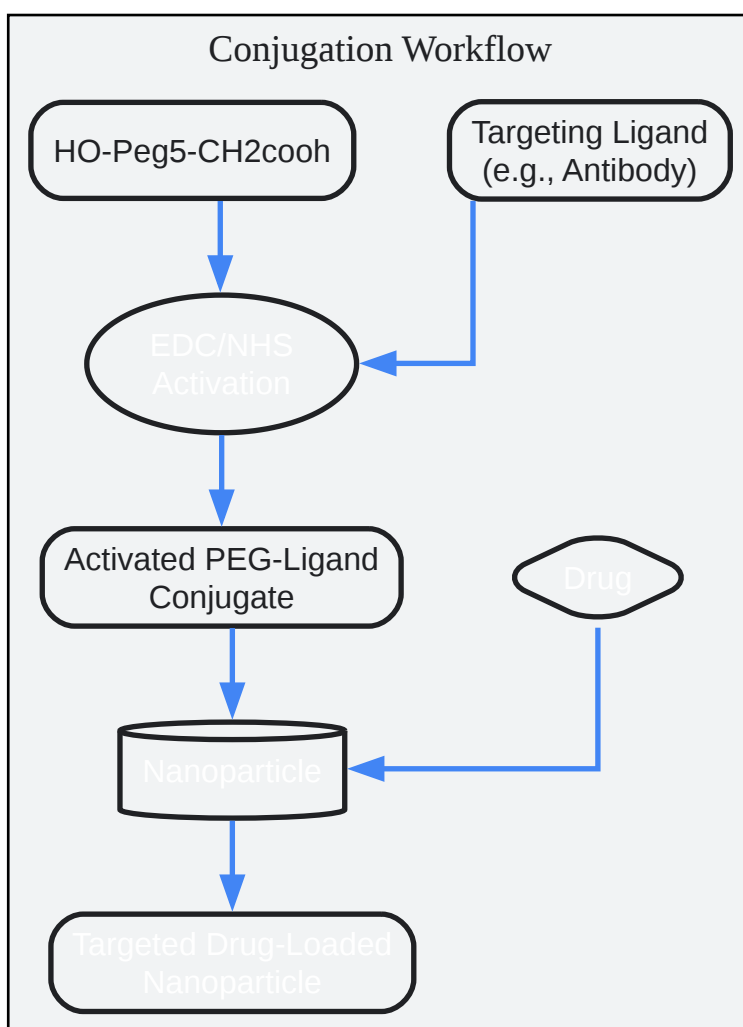 Conjugation Workflow
HO-Peg5-CH2cooh
Targeting Ligand
(e.g., Antibody)
EDC/NHS
Activation
Activated PEG-Ligand
Conjugate
Drug
Nanoparticle
Targeted Drug-Loaded
Nanoparticle